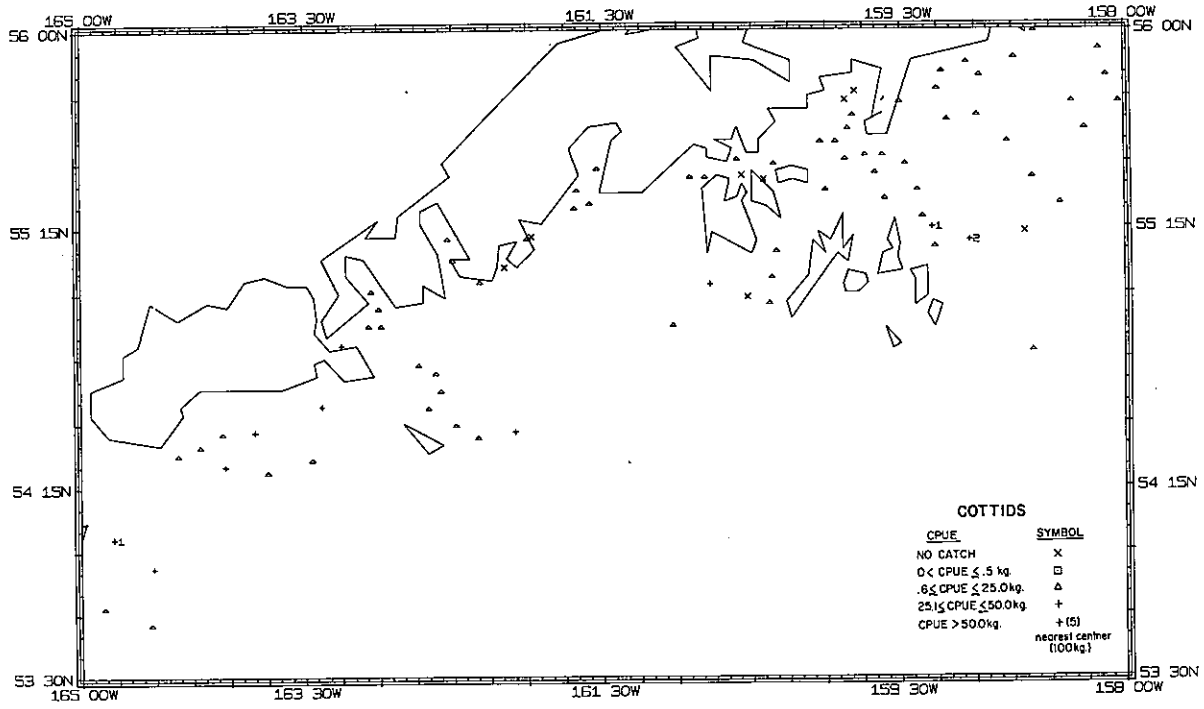 165 00W 163 30W 161 30W 159 30W 158 00W
56 00N 56 00N
+1
+2
55 15N 55 15N
54 15N 54 15N
+1
COTTIDS
CPUE SYMBOL
NO CATCH ×
0< CPUE ≤ .5 kg. □
.6≤ CPUE ≤ 25.0kg. △
25.1≤ CPUE ≤50.0kg. +
CPUE > 50.0kg. +(5)
nearest centner
(100kg.)
53 30N 53 30N
165 00W 163 30W 161 30W 159 30W 158 00W